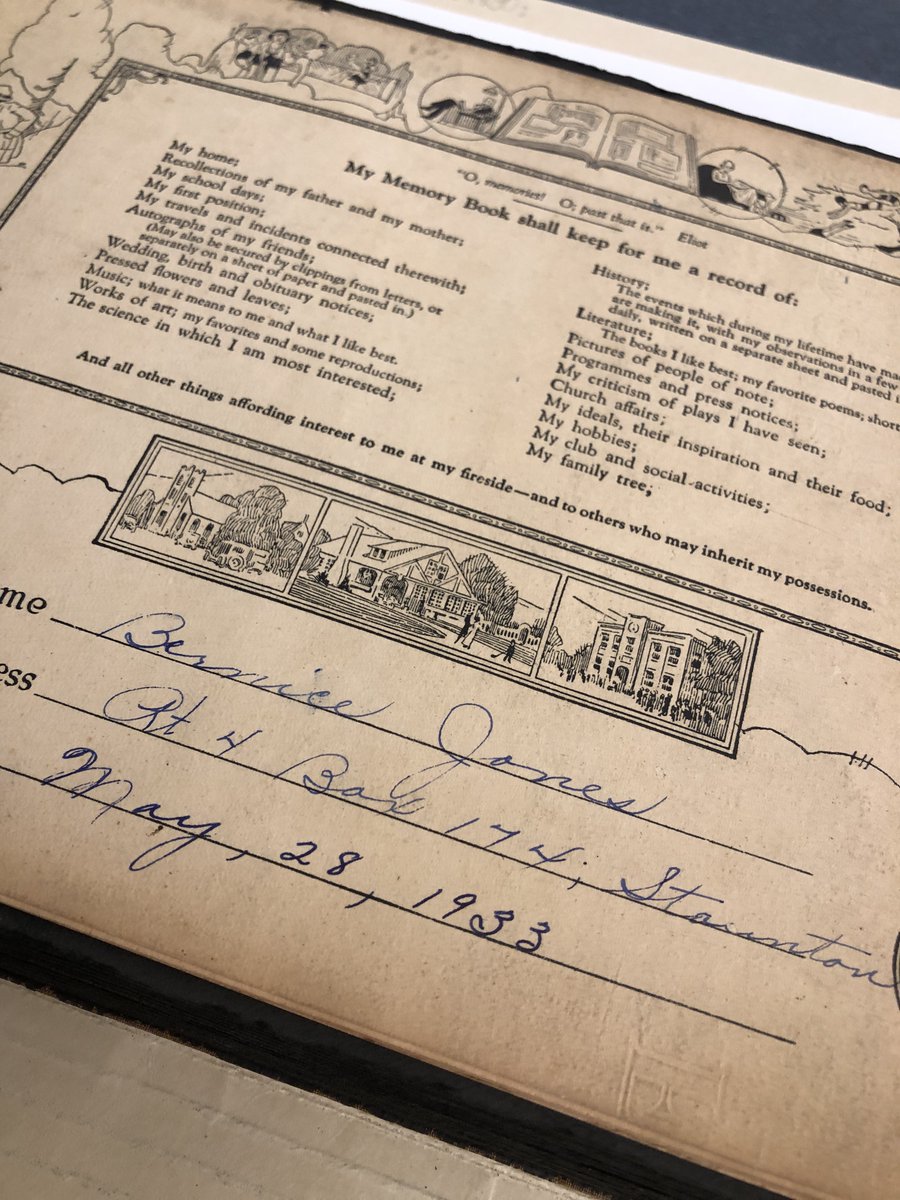 "O, memories! O, past that is." Eliot
My Memory Book shall keep for me a record of:
My home;
Recollections of my father and my mother;
My school days;
My first position;
My travels and incidents connected therewith;
Autographs of my friends;
(May also be secured by clippings from letters, or
separately on a sheet of paper and pasted in.)
Wedding, birth and obituary notices;
Pressed flowers and leaves;
Music; what it means to me and what I like best.
Works of art; my favorites and some reproductions;
The science in which I am most interested;
History;
The events which during my lifetime have
are making it, with my observations in a few
daily, written on a separate sheet and pasted
Literature;
The books I like best; my favorite poems; short
Pictures of people of note;
Programmes and press notices;
My criticism of plays I have seen;
Church affairs;
My ideals, their inspiration and their food;
My hobbies;
My club and social-activities;
My family tree;
And all other things affording interest to me at my fireside—and to others who may inherit my possessions.
me Bernice Jones
ess Rt 4 Box 174, Staunton
May, 28, 1933